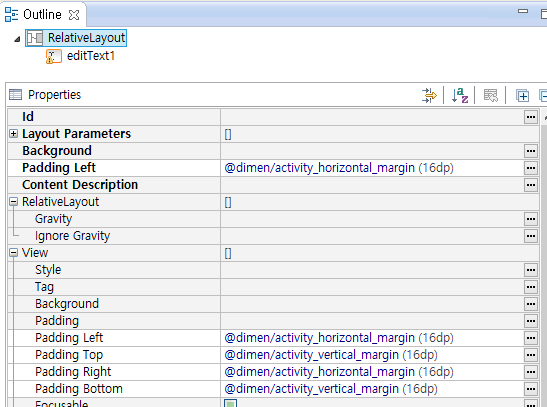 Outline
RelativeLayout
editText1
Properties
Id
Layout Parameters []
Background
Padding Left @dimen/activity_horizontal_margin (16dp)
Content Description
RelativeLayout []
Gravity
Ignore Gravity
View []
Style
Tag
Background
Padding
Padding Left @dimen/activity_horizontal_margin (16dp)
Padding Top @dimen/activity_vertical_margin (16dp)
Padding Right @dimen/activity_horizontal_margin (16dp)
Padding Bottom @dimen/activity_vertical_margin (16dp)
Focusable